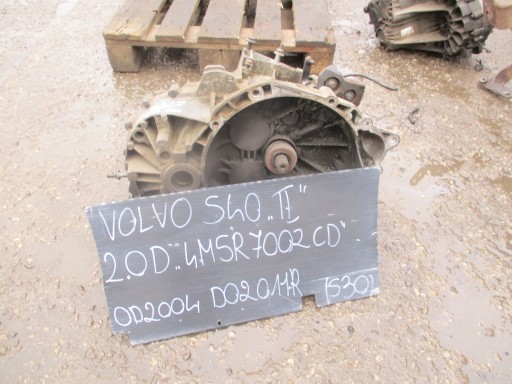 VOLVO S40 „II"
2.0D „4M5R7002CD"
OD2004 DO2011R (530)